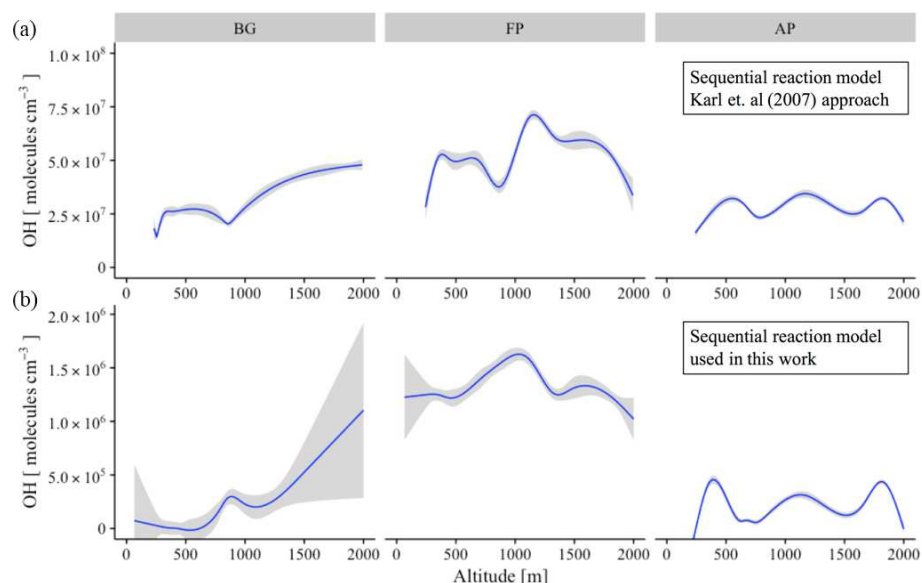 (a)
BG FP AP
1.0 × 10⁸
7.5 × 10⁷
5.0 × 10⁷
2.5 × 10⁷
0
OH [ molecules cm⁻³ ]
Sequential reaction model
Karl et. al (2007) approach
0 500 1000 1500 2000 0 500 1000 1500 2000 0 500 1000 1500 2000
(b)
2.0 × 10⁶
1.5 × 10⁶
1.0 × 10⁶
5.0 × 10⁵
0
OH [ molecules cm⁻³ ]
Sequential reaction model
used in this work
0 500 1000 1500 2000 0 500 1000 1500 2000 0 500 1000 1500 2000
Altitude [m]